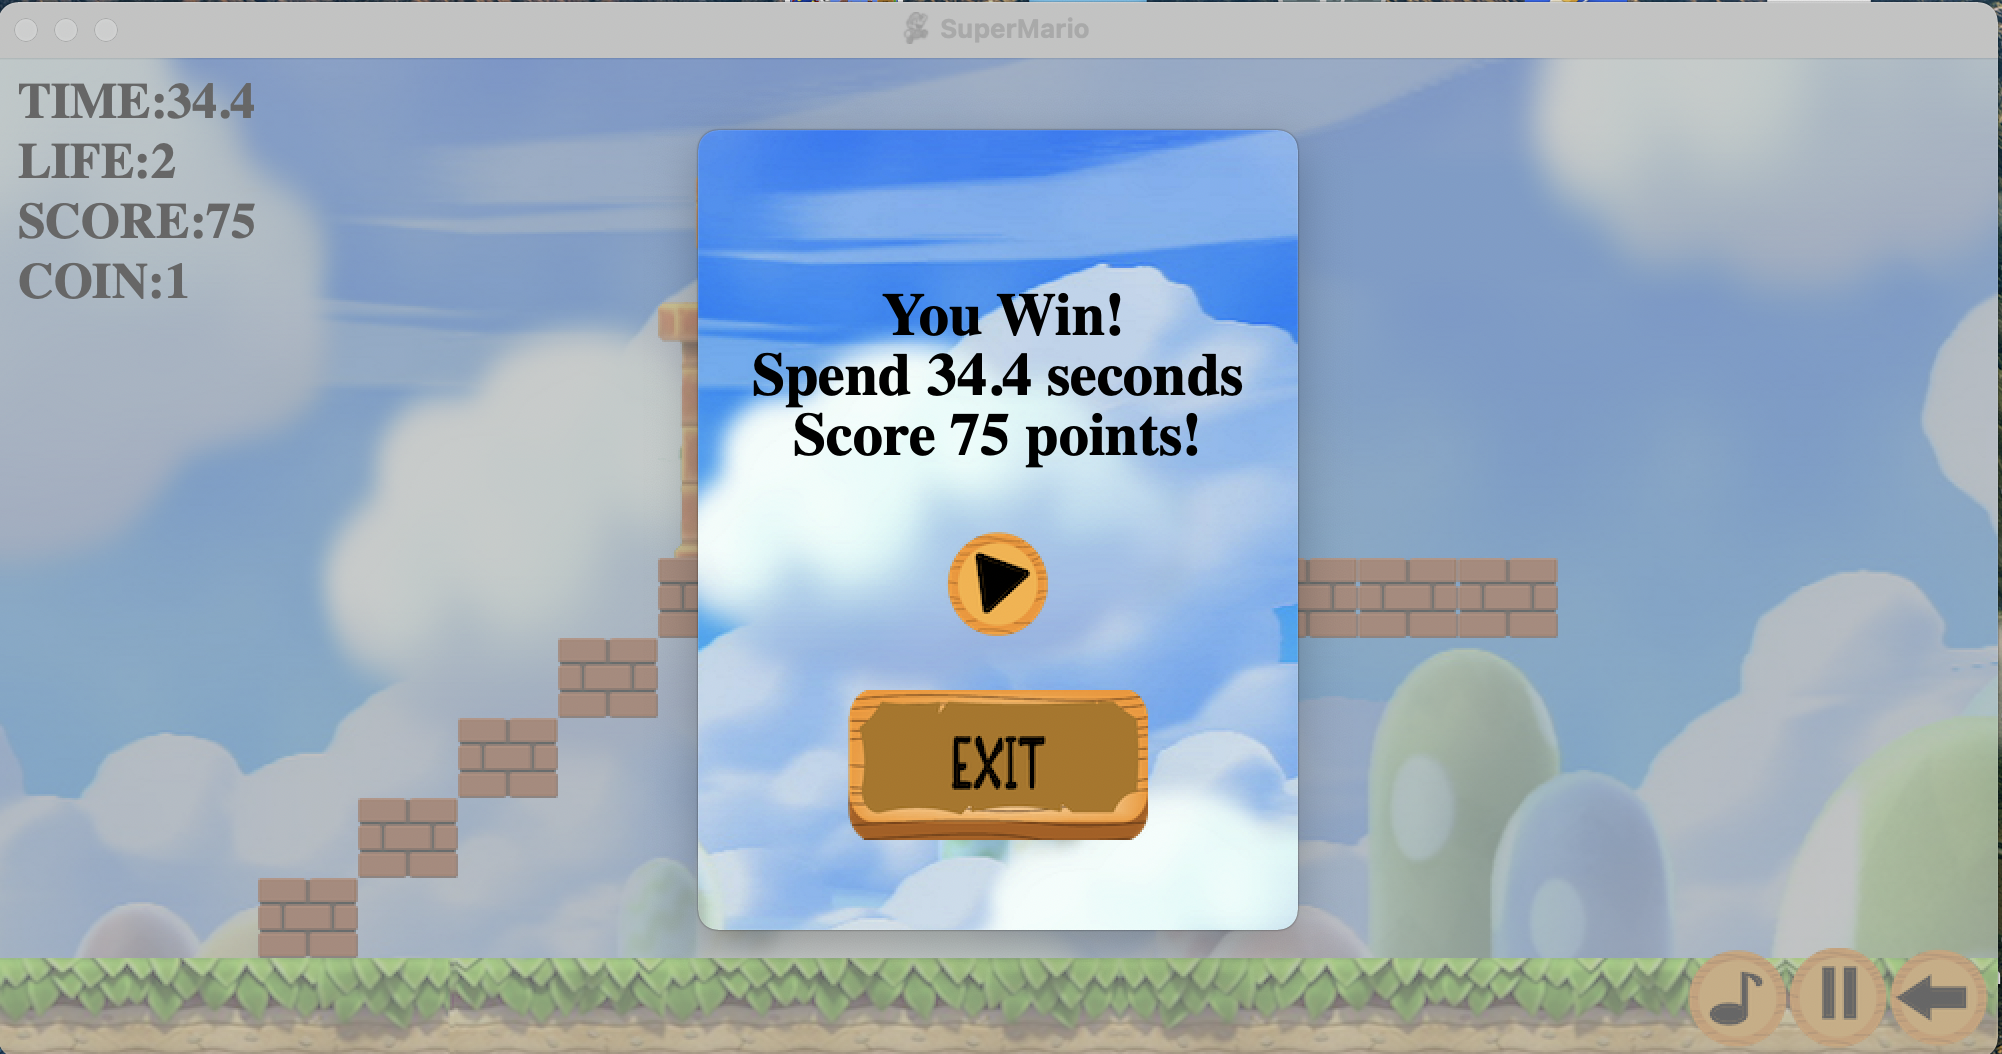 SuperMario
TIME:34.4
LIFE:2
SCORE:75
COIN:1
You Win!
Spend 34.4 seconds
Score 75 points!
EXIT